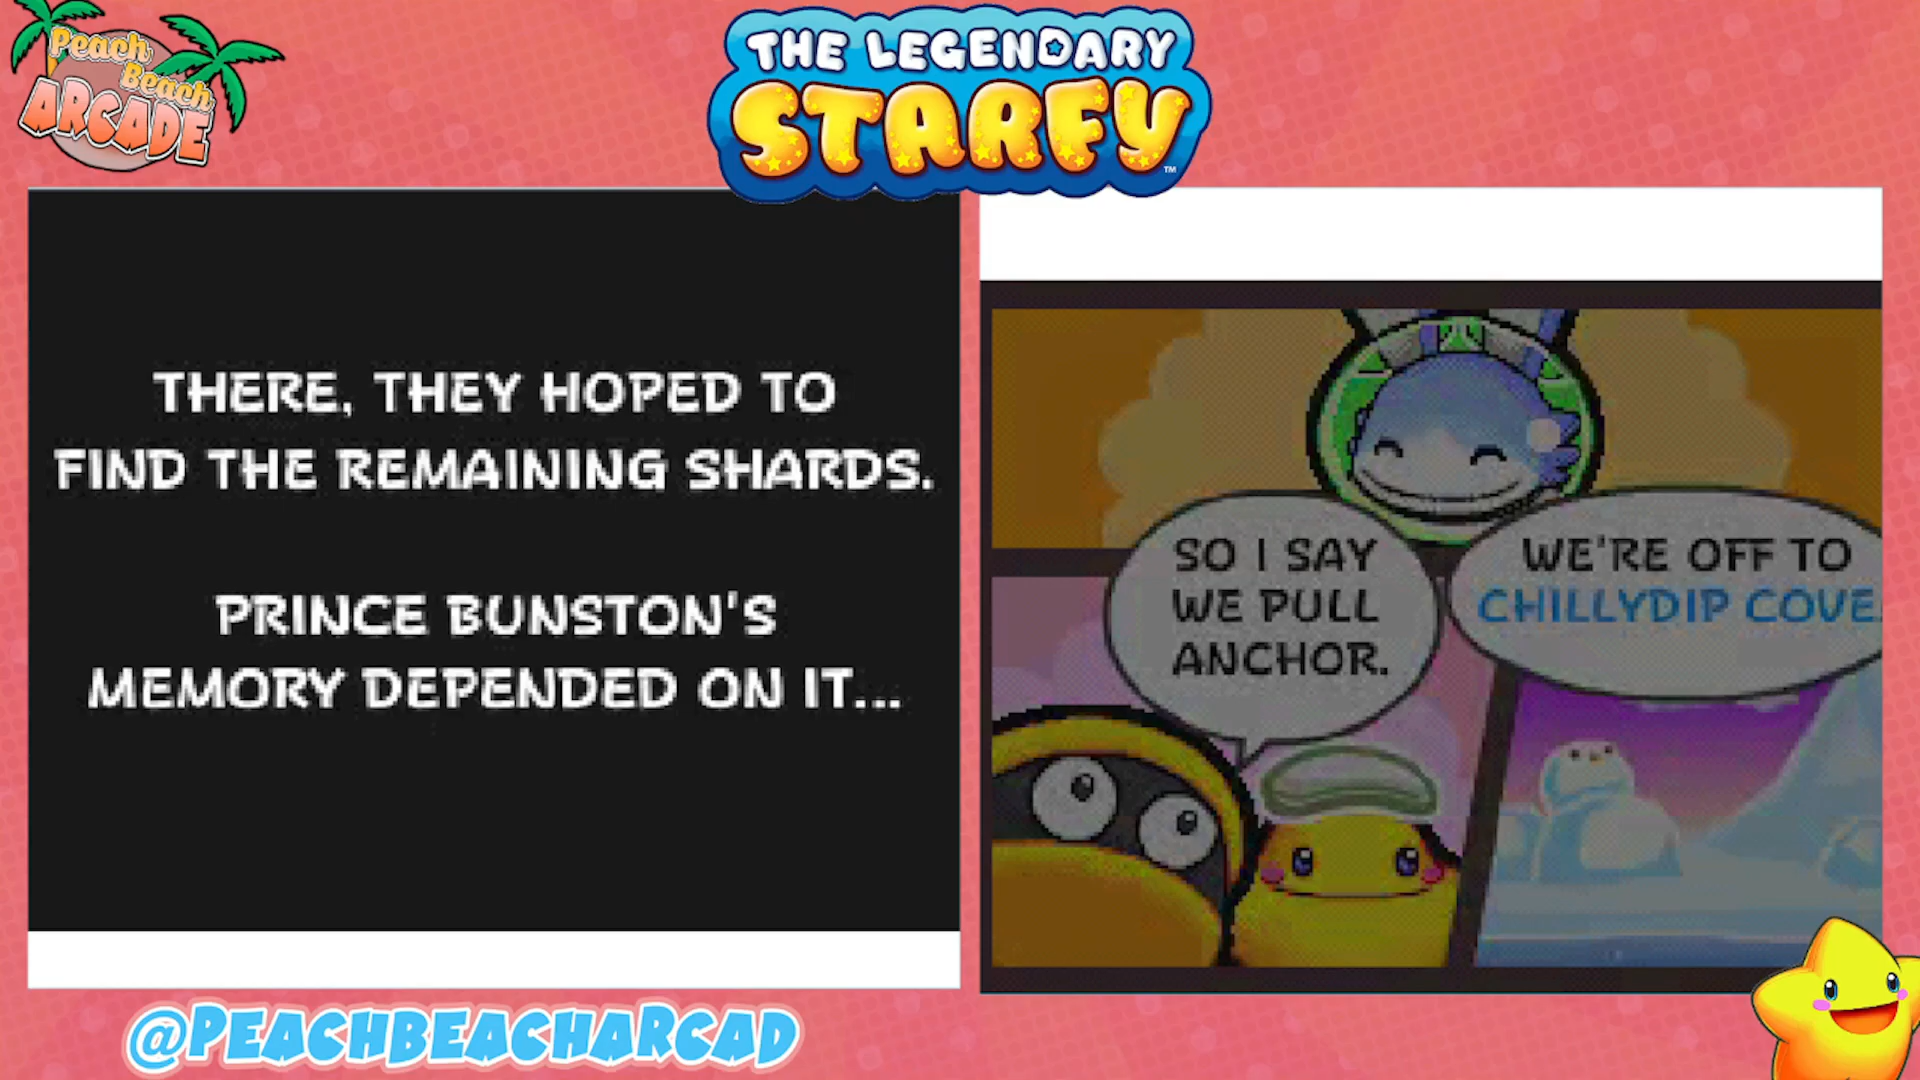 Peach
Beach
ARCADE
THE LEGENDARY
STARFY
TM
THERE, THEY HOPED TO
FIND THE REMAINING SHARDS.
PRINCE BUNSTON'S
MEMORY DEPENDED ON IT...
SO I SAY
WE PULL
ANCHOR.
WE'RE OFF TO
CHILLYDIP COVE.
@PEACHBEACHARCAD